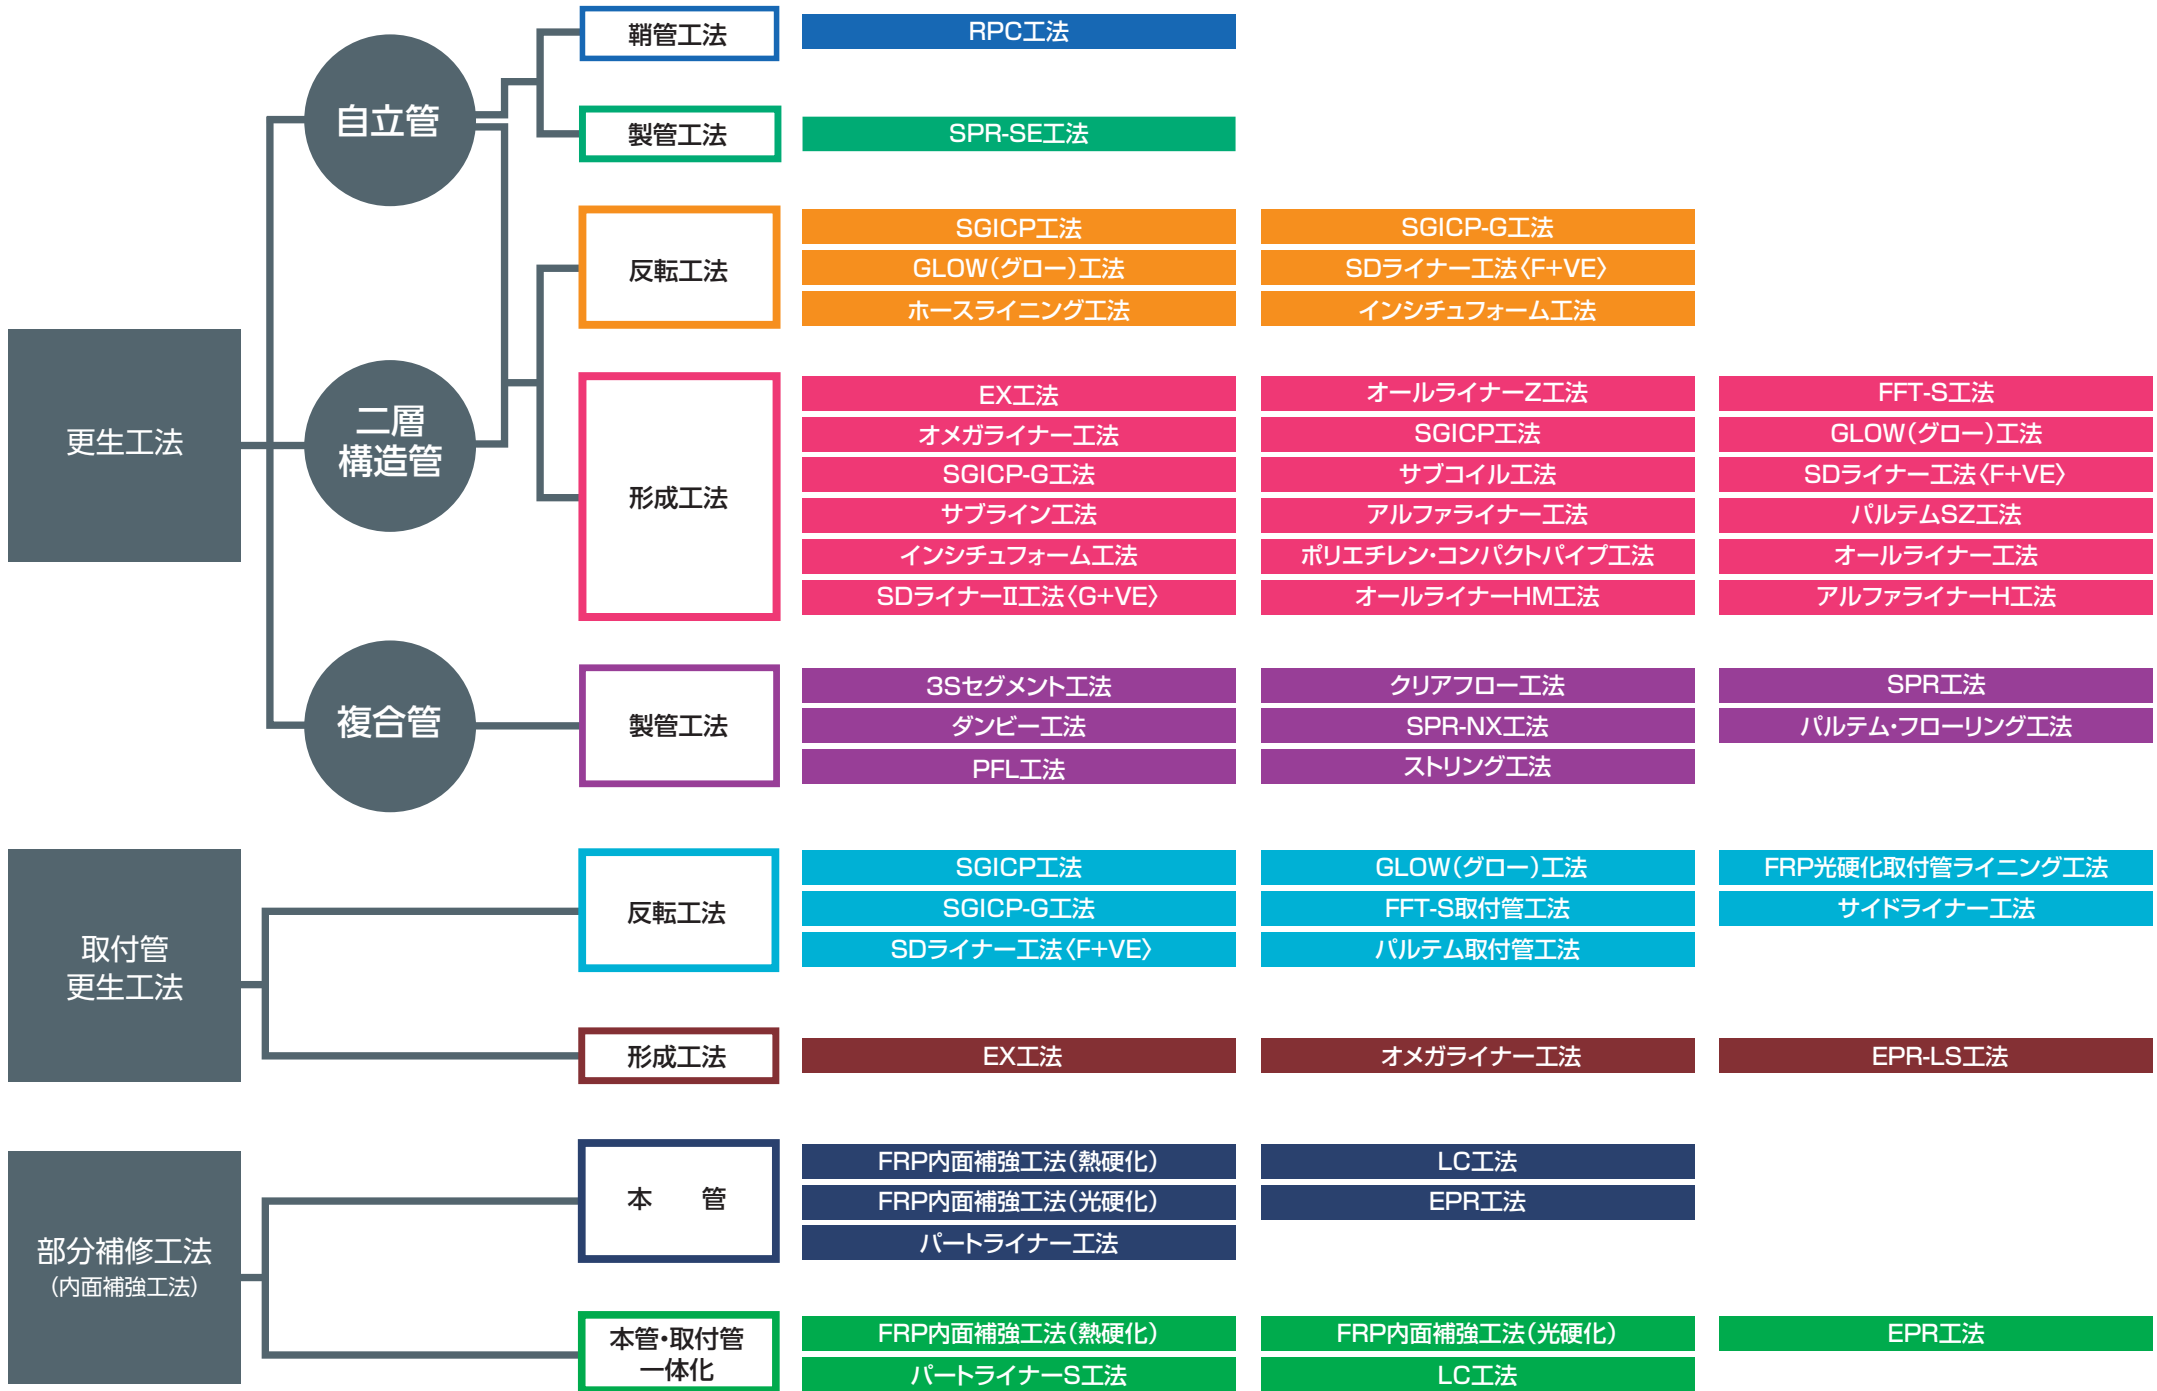 更生工法
自立管
鞘管工法
RPC工法
製管工法
SPR-SE工法
二層
構造管
反転工法
SGICP工法
SGICP-G工法
GLOW（グロー）工法
SDライナー工法〈F+VE〉
ホースライニング工法
インシチュフォーム工法
形成工法
EX工法
オールライナーZ工法
FFT-S工法
オメガライナー工法
SGICP工法
GLOW（グロー）工法
SGICP-G工法
サブコイル工法
SDライナー工法〈F+VE〉
サブライン工法
アルファライナー工法
パルテムSZ工法
インシチュフォーム工法
ポリエチレン・コンパクトパイプ工法
オールライナー工法
SDライナーII工法〈G+VE〉
オールライナーHM工法
アルファライナーH工法
複合管
製管工法
3Sセグメント工法
クリアフロー工法
SPR工法
ダンビー工法
SPR-NX工法
パルテム・フローリング工法
PFL工法
ストリング工法
取付管
更生工法
反転工法
SGICP工法
GLOW（グロー）工法
FRP光硬化取付管ライニング工法
SGICP-G工法
FFT-S取付管工法
サイドライナー工法
SDライナー工法〈F+VE〉
パルテム取付管工法
形成工法
EX工法
オメガライナー工法
EPR-LS工法
部分補修工法
（内面補強工法）
本　管
FRP内面補強工法（熱硬化）
LC工法
FRP内面補強工法（光硬化）
EPR工法
パートライナー工法
本管・取付管
一体化
FRP内面補強工法（熱硬化）
FRP内面補強工法（光硬化）
EPR工法
パートライナーS工法
LC工法